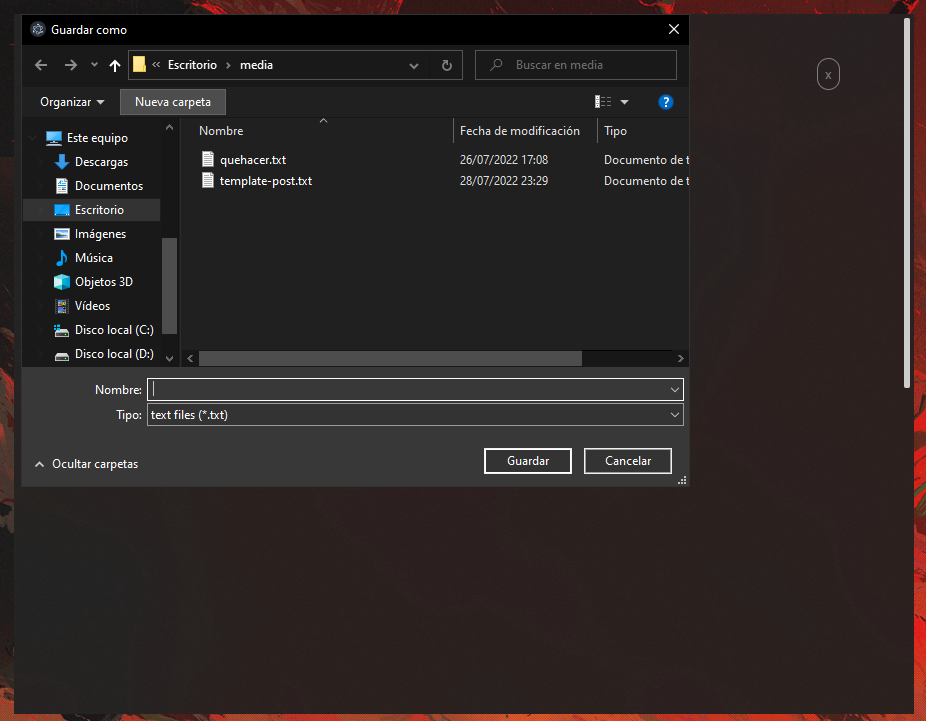 Guardar como
« Escritorio › media
Buscar en media
x
Organizar
Nueva carpeta
?
Nombre
Fecha de modificación
Tipo
Este equipo
Descargas
Documentos
Escritorio
Imágenes
Música
Objetos 3D
Vídeos
Disco local (C:)
Disco local (D:)
quehacer.txt
26/07/2022 17:08
Documento de t
template-post.txt
28/07/2022 23:29
Documento de t
Nombre:
Tipo:
text files (*.txt)
Ocultar carpetas
Guardar
Cancelar